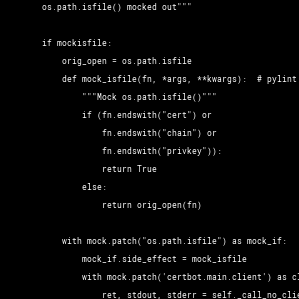 os.path.isfile() mocked out"""
if mockisfile:
orig_open = os.path.isfile
def mock_isfile(fn, *args, **kwargs):  # pylint
"""Mock os.path.isfile()"""
if (fn.endswith("cert") or
fn.endswith("chain") or
fn.endswith("privkey")):
return True
else:
return orig_open(fn)
with mock.patch("os.path.isfile") as mock_if:
mock_if.side_effect = mock_isfile
with mock.patch('certbot.main.client') as cl
ret, stdout, stderr = self._call_no_clie